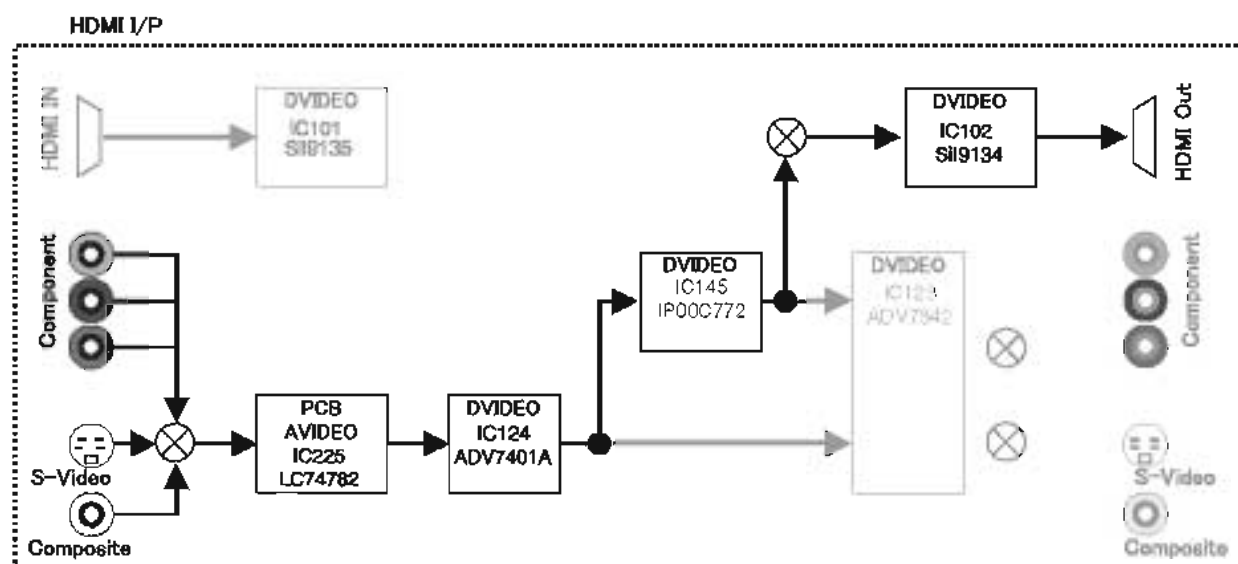 HDMI I/P
HDMI IN
DVIDEO
IC101
SiI9135
DVIDEO
IC102
SiI9134
HDMI Out
Component
DVIDEO
IC145
IP00C772
DVIDEO
Component
PCB
AVIDEO
IC225
LC74782
DVIDEO
IC124
ADV7401A
S-Video
Composite
S-Video
Composite